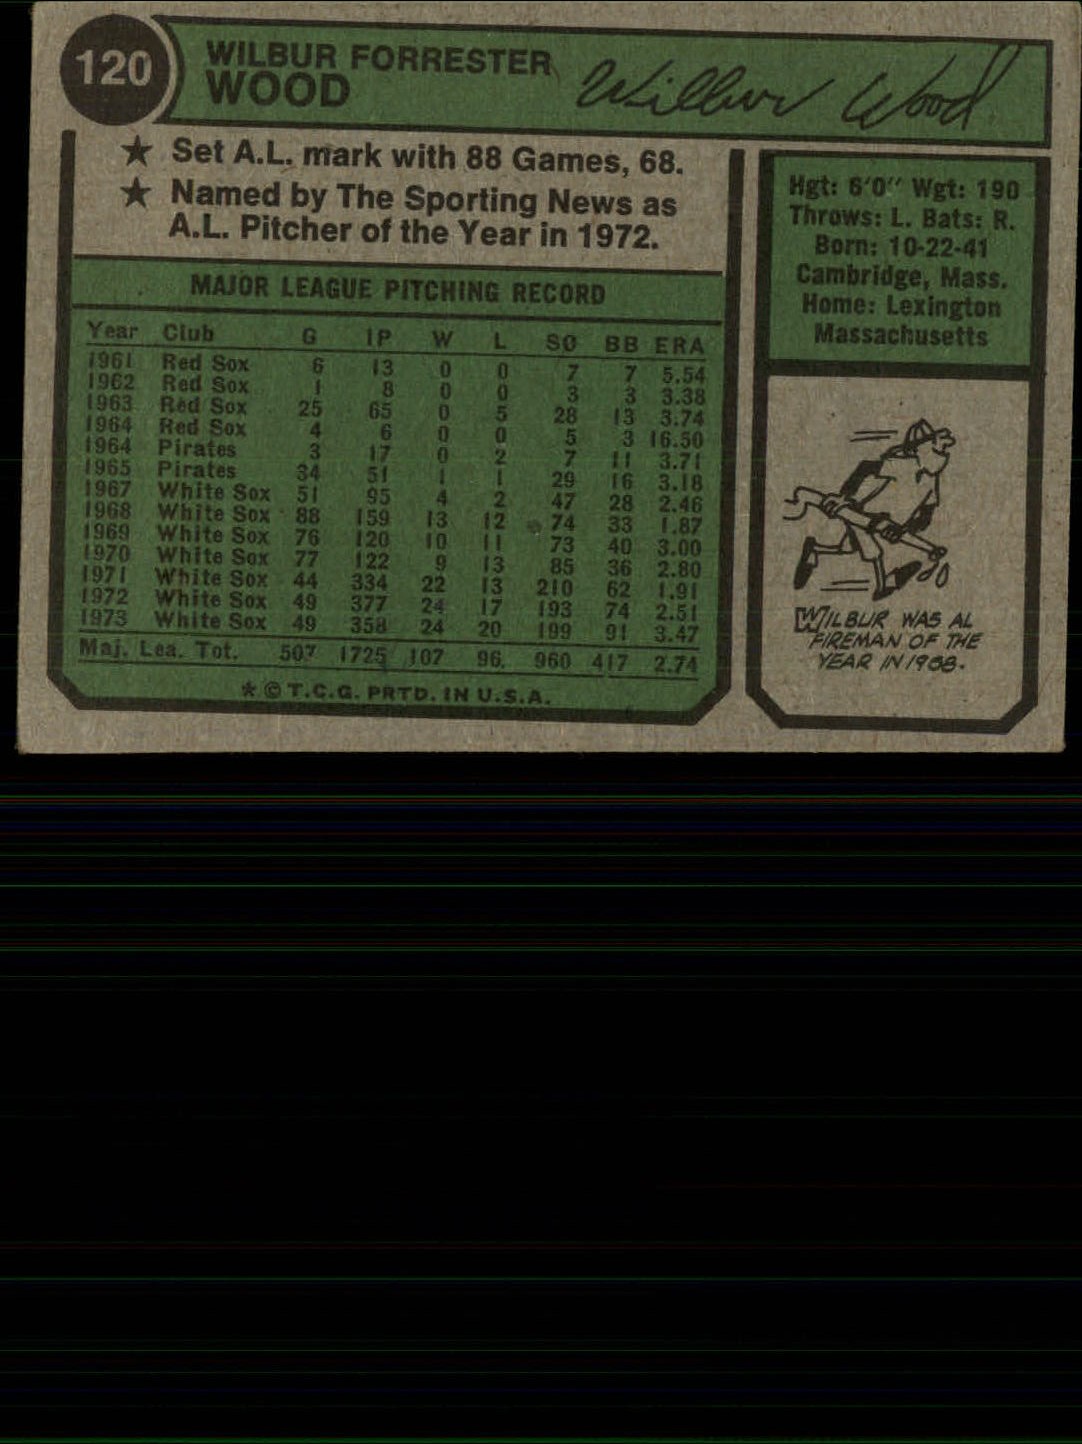 120
WILBUR FORRESTER
WOOD
Wilbur Wood
★ Set A.L. mark with 88 Games, 68.
★ Named by The Sporting News as
A.L. Pitcher of the Year in 1972.
MAJOR LEAGUE PITCHING RECORD
Year Club G IP W L SO BB ERA
1961 Red Sox 6 13 0 0 7 7 5.54
1962 Red Sox 1 8 0 0 3 3 3.38
1963 Red Sox 25 65 0 5 28 13 3.74
1964 Red Sox 4 6 0 0 5 3 16.50
1964 Pirates 3 17 0 2 7 11 3.71
1965 Pirates 34 51 1 1 29 16 3.18
1967 White Sox 51 95 4 2 47 28 2.46
1968 White Sox 88 159 13 12 74 33 1.87
1969 White Sox 76 120 10 11 73 40 3.00
1970 White Sox 77 122 9 13 85 36 2.80
1971 White Sox 44 334 22 13 210 62 1.91
1972 White Sox 49 377 24 17 193 74 2.51
1973 White Sox 49 358 24 20 199 91 3.47
Maj. Lea. Tot. 507 1725 107 96. 960 417 2.74
★ © T.C.G. PRTD. IN U.S.A.
Hgt: 6'0" Wgt: 190
Throws: L. Bats: R.
Born: 10-22-41
Cambridge, Mass.
Home: Lexington
Massachusetts
WILBUR WAS AL
FIREMAN OF THE
YEAR IN 1968.